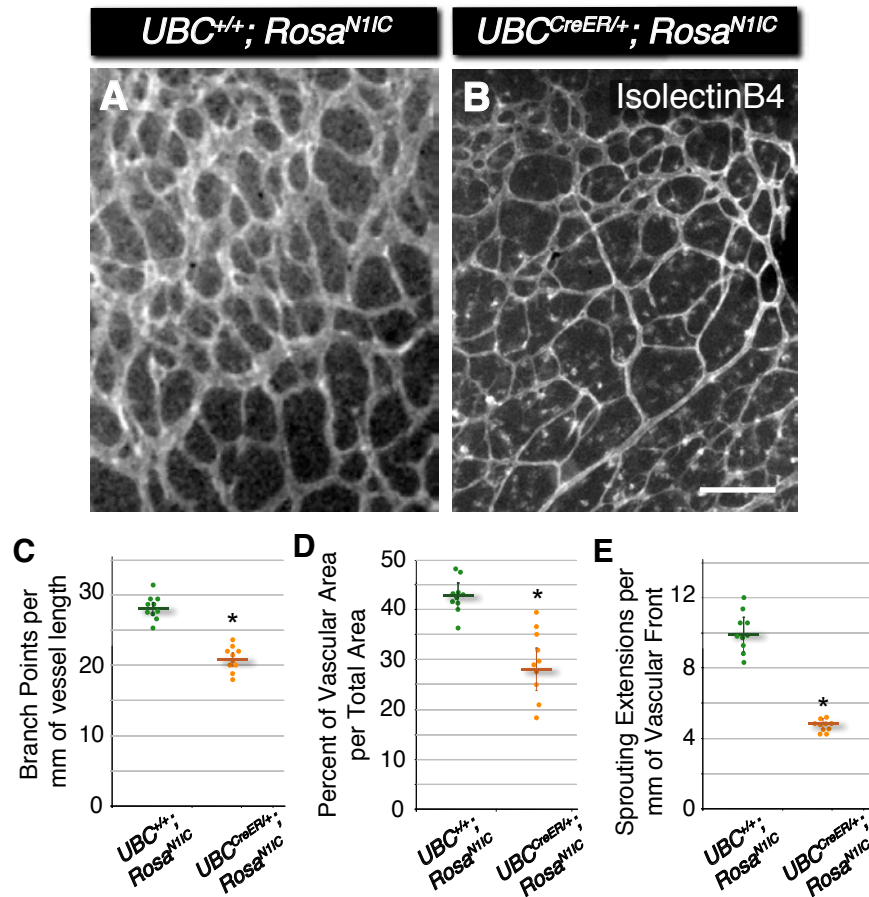 UBC+/+; RosaN1IC
UBCCreER/+; RosaN1IC
A
B
IsolectinB4
C
Branch Points per
mm of vessel length
30
20
10
0
UBC+/+;
RosaN1IC
UBCCreER/+;
RosaN1IC
*
D
Percent of Vascular Area
per Total Area
50
40
30
20
10
0
UBC+/+;
RosaN1IC
UBCCreER/+;
RosaN1IC
*
E
Sprouting Extensions per
mm of Vascular Front
12
8
4
0
UBC+/+;
RosaN1IC
UBCCreER/+;
RosaN1IC
*